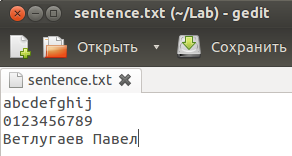 sentence.txt (~/Lab) - gedit
Открыть Сохранить
sentence.txt
abcdefghij
0123456789
Ветлугаев Павел